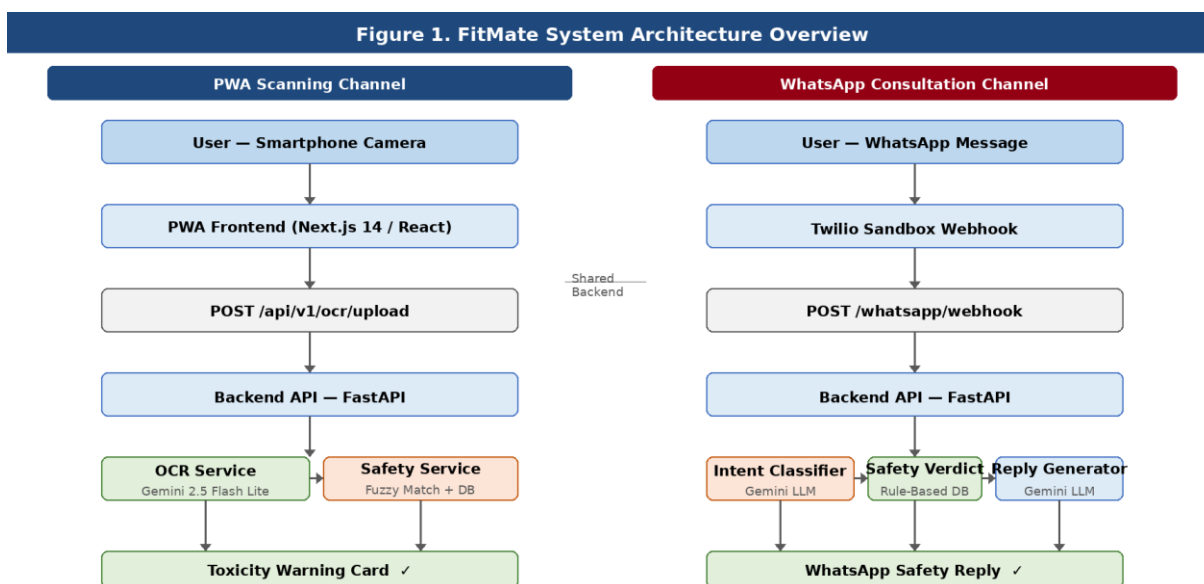 Figure 1. FitMate System Architecture Overview
PWA Scanning Channel
User — Smartphone Camera
PWA Frontend (Next.js 14 / React)
POST /api/v1/ocr/upload
Backend API — FastAPI
OCR Service
Gemini 2.5 Flash Lite
Safety Service
Fuzzy Match + DB
Toxicity Warning Card ✓
Shared
Backend
WhatsApp Consultation Channel
User — WhatsApp Message
Twilio Sandbox Webhook
POST /whatsapp/webhook
Backend API — FastAPI
Intent Classifier
Gemini LLM
Safety Verdict
Rule-Based DB
Reply Generator
Gemini LLM
WhatsApp Safety Reply ✓